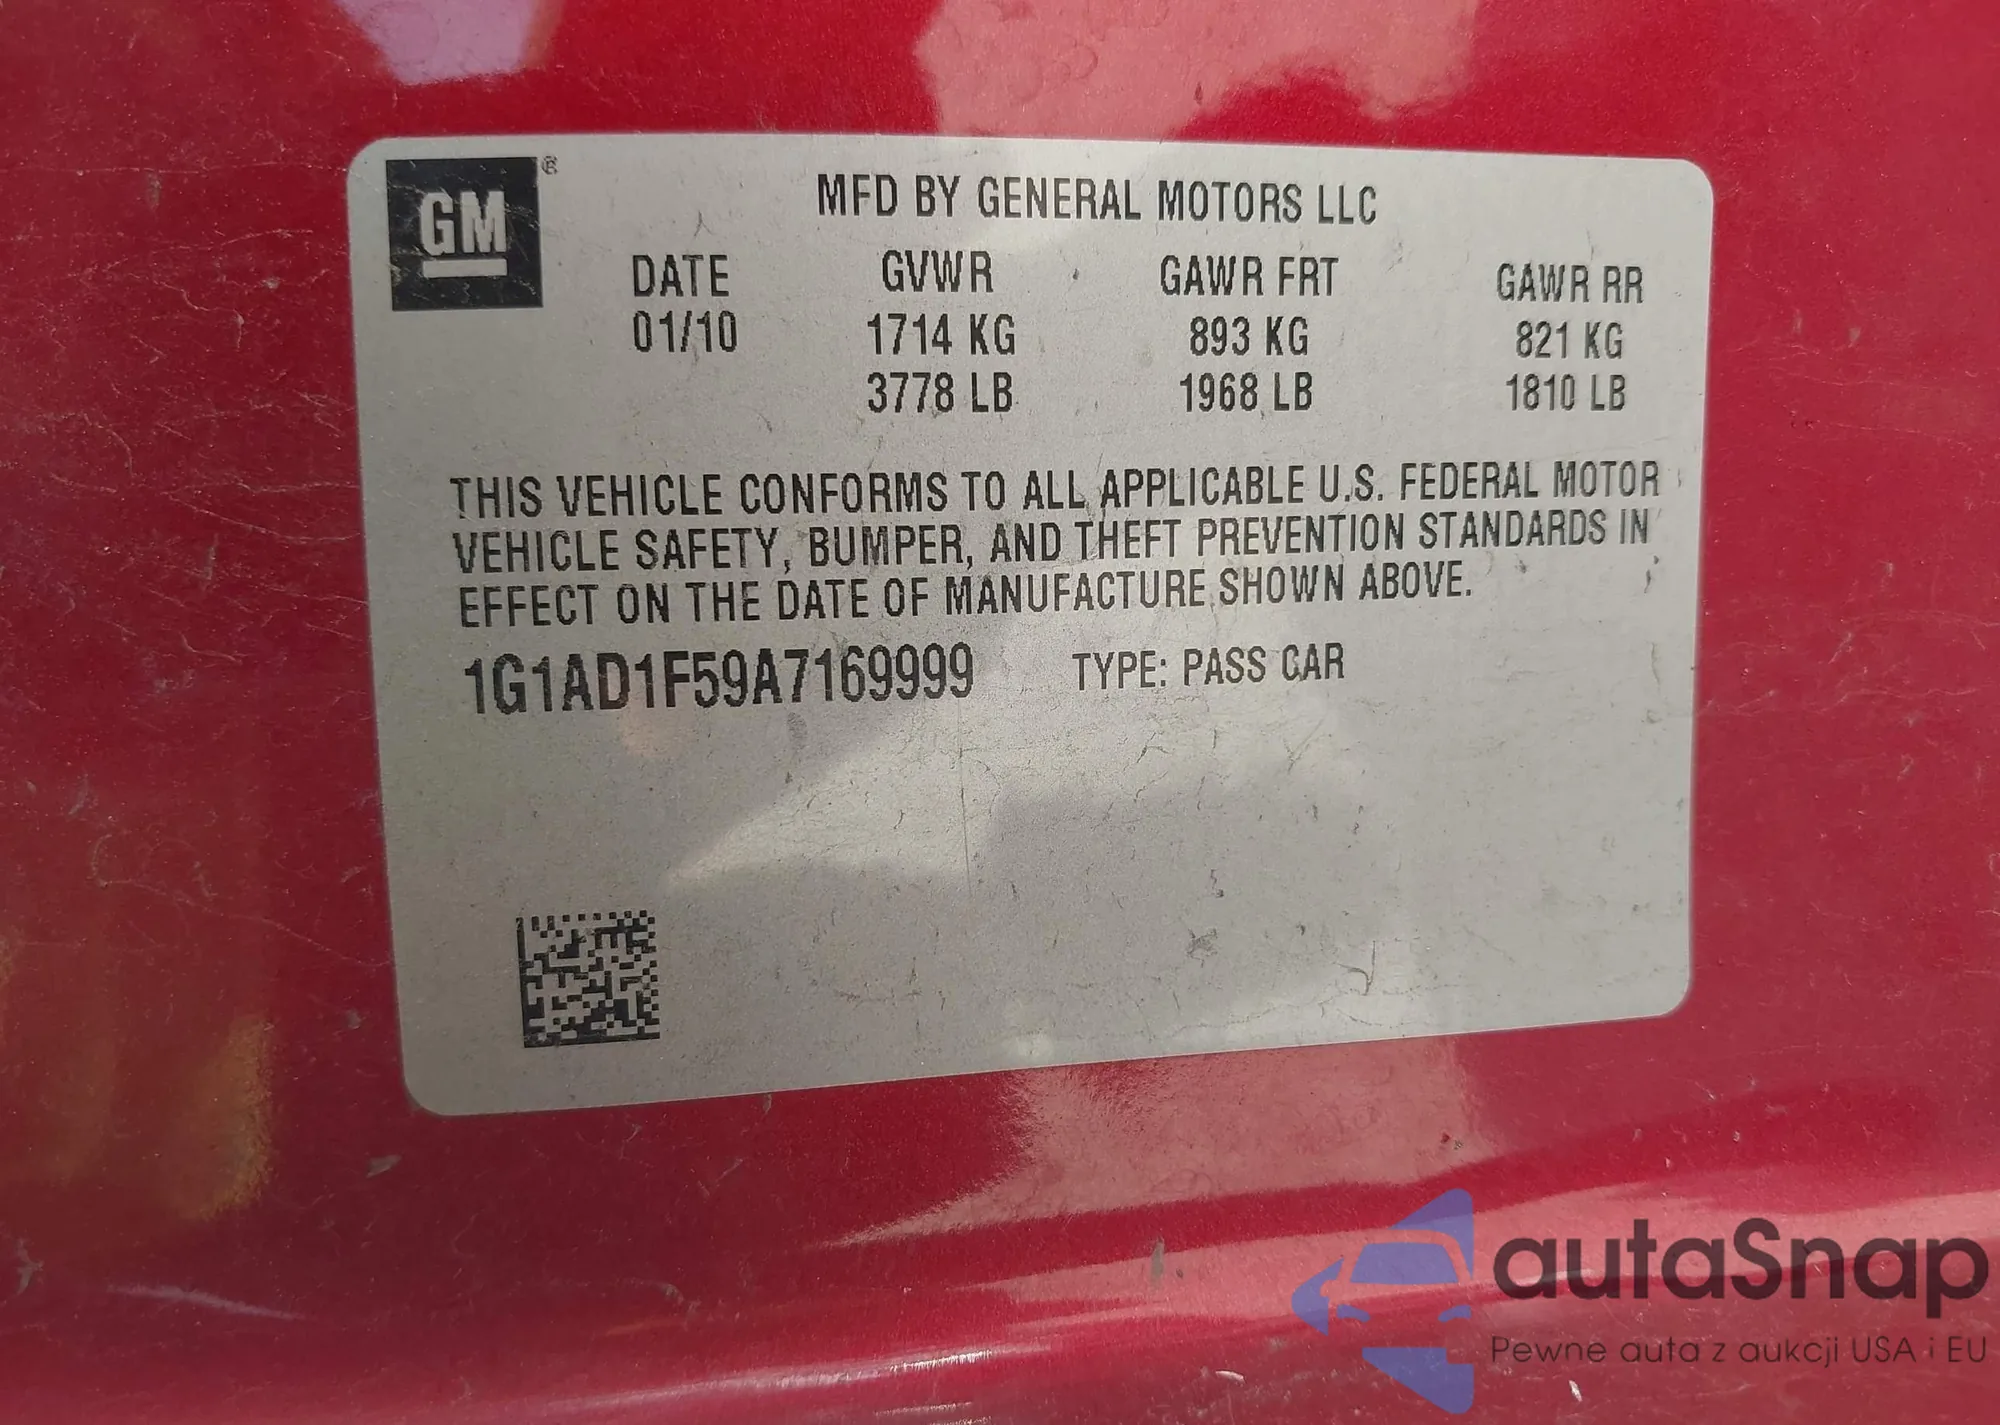 GM ®
MFD BY GENERAL MOTORS LLC
DATE GVWR GAWR FRT GAWR RR
01/10 1714 KG 893 KG 821 KG
3778 LB 1968 LB 1810 LB
THIS VEHICLE CONFORMS TO ALL APPLICABLE U.S. FEDERAL MOTOR
VEHICLE SAFETY, BUMPER, AND THEFT PREVENTION STANDARDS IN
EFFECT ON THE DATE OF MANUFACTURE SHOWN ABOVE.
1G1AD1F59A7169999 TYPE: PASS CAR
autaSnap
Pewne auta z aukcji USA i EU